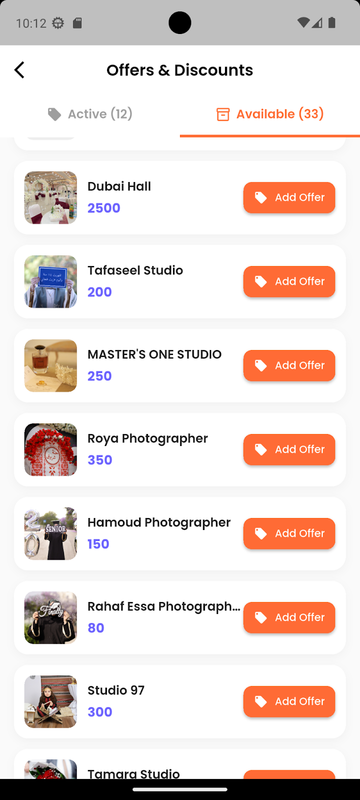 10:12
Offers & Discounts
Active (12)
Available (33)
Dubai Hall
2500
Add Offer
Tafaseel Studio
200
Add Offer
MASTER'S ONE STUDIO
250
Add Offer
Roya Photographer
350
Add Offer
Hamoud Photographer
150
Add Offer
SENIOR
Rahaf Essa Photograph...
80
Add Offer
Studio 97
300
Add Offer
Tamara Studio